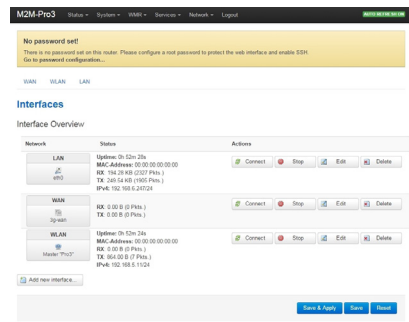 M2M-Pro3 Status System WMM Services Network Logout AUTO REFRESH ON
No password set!
There is no password set on this router. Please configure a root password to protect the web interface and enable SSH.
Go to password configuration...
WAN WLAN LAN
Interfaces
Interface Overview
Network Status Actions
LAN
eth0
Uptime: 0h 52m 28s
MAC-Address: 00:00:00:00:00:00
RX: 194.28 KB (2327 Pkts.)
TX: 249.54 KB (1905 Pkts.)
IPv4: 192.168.6.247/24
Connect Stop Edit Delete
WAN
3g-wan
RX: 0.00 B (0 Pkts.)
TX: 0.00 B (0 Pkts.)
Connect Stop Edit Delete
WLAN
Master "Pro3"
Uptime: 0h 52m 24s
MAC-Address: 00:00:00:00:00:00
RX: 0.00 B (0 Pkts.)
TX: 964.00 B (7 Pkts.)
IPv4: 192.168.5.11/24
Connect Stop Edit Delete
Add new interface...
Save & Apply Save Reset